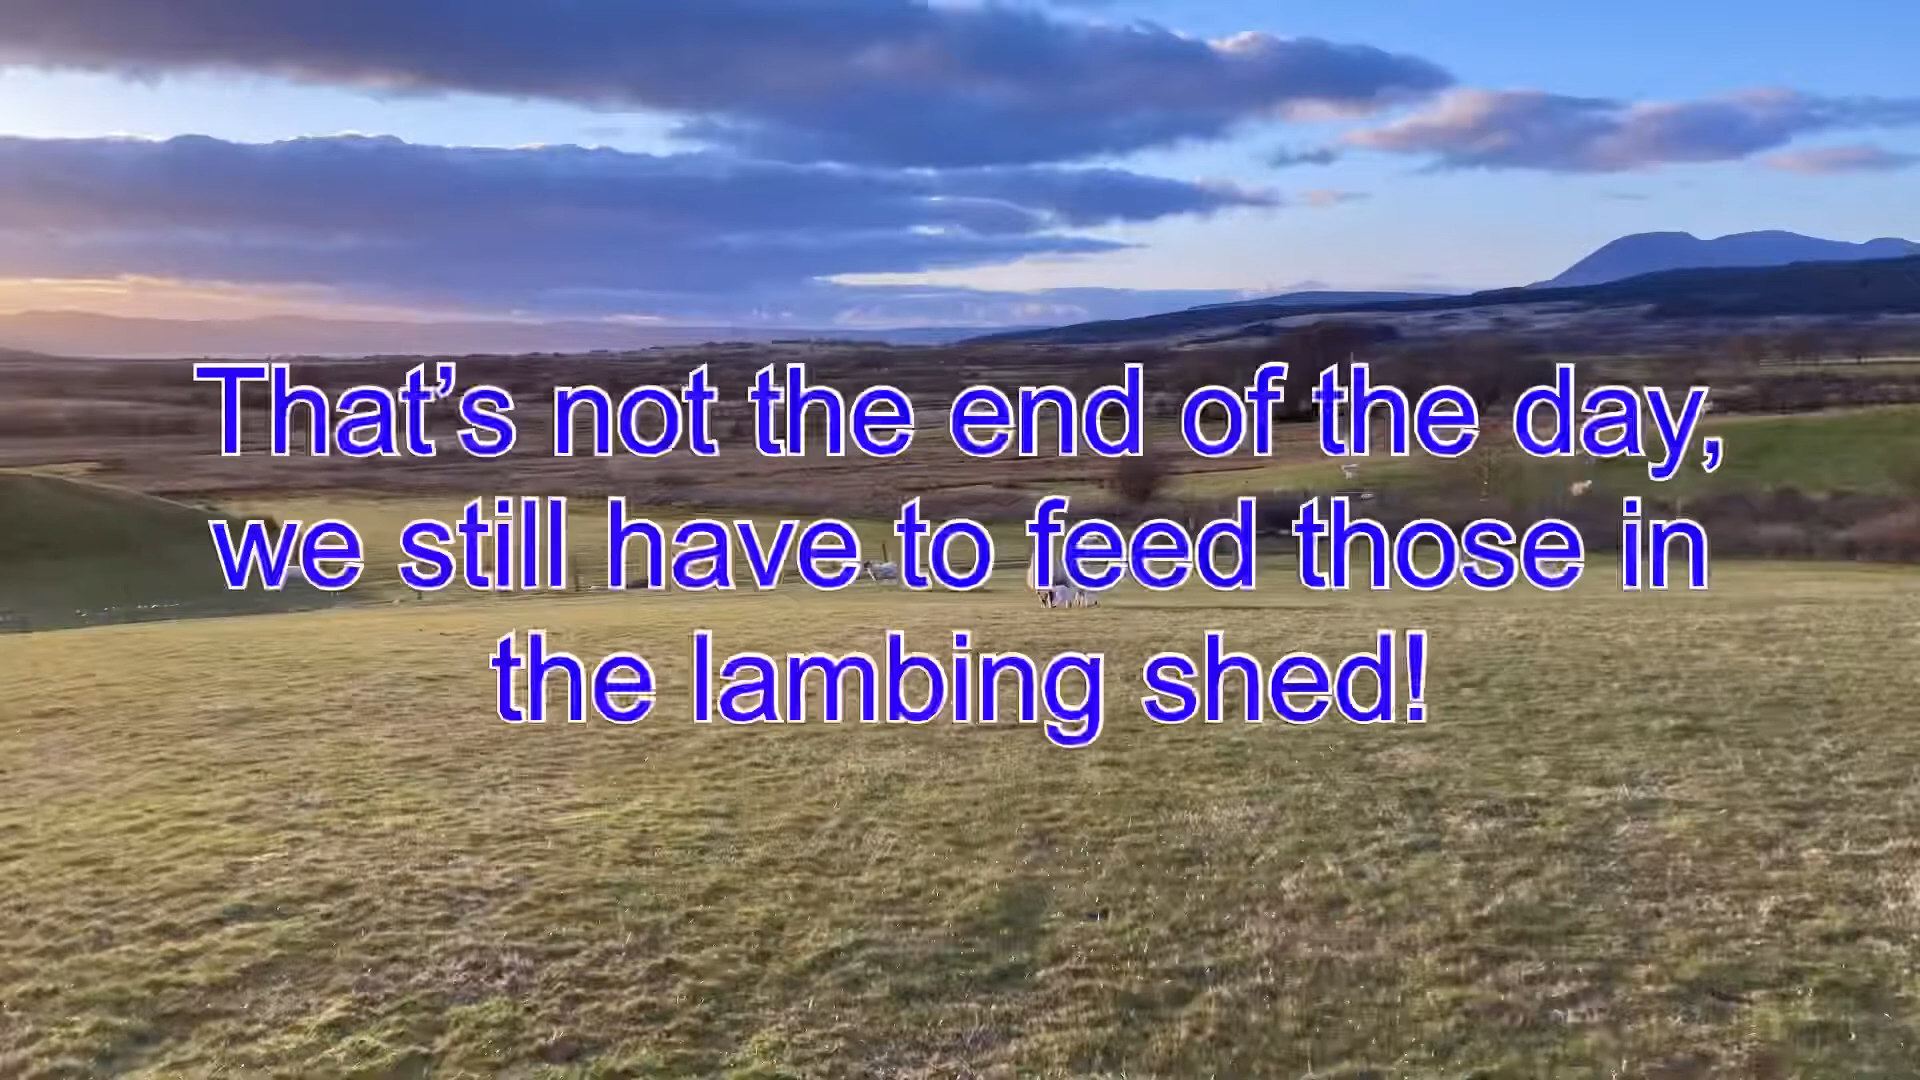 That’s not the end of the day,
we still have to feed those in
the lambing shed!